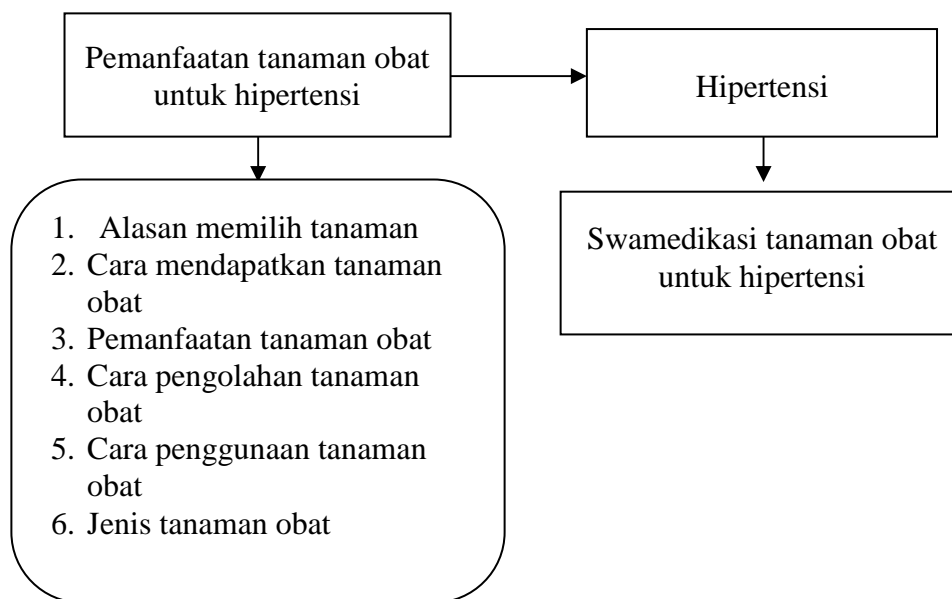 Pemanfaatan tanaman obat
untuk hipertensi
Hipertensi
1. Alasan memilih tanaman
2. Cara mendapatkan tanaman
obat
3. Pemanfaatan tanaman obat
4. Cara pengolahan tanaman
obat
5. Cara penggunaan tanaman
obat
6. Jenis tanaman obat
Swamedikasi tanaman obat
untuk hipertensi